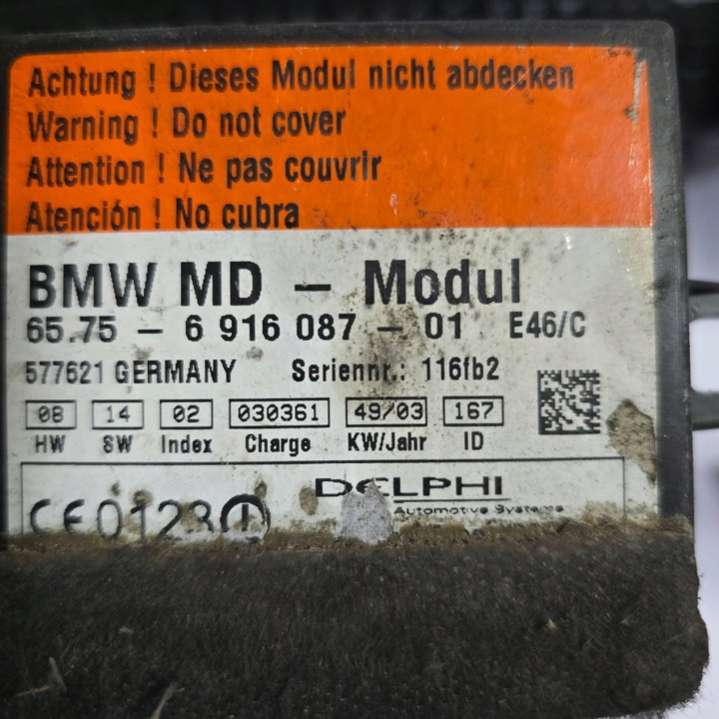 Achtung ! Dieses Modul nicht abdecken
Warning ! Do not cover
Attention ! Ne pas couvrir
Atención ! No cubra
BMW MD - Modul
65.75 - 6 916 087 - 01 E46/C
577621 GERMANY Seriennr.: 116fb2
08 14 02 030361 49/03 167
HW SW Index Charge KW/Jahr ID
DELPHI
Automotive Systems
CE0123